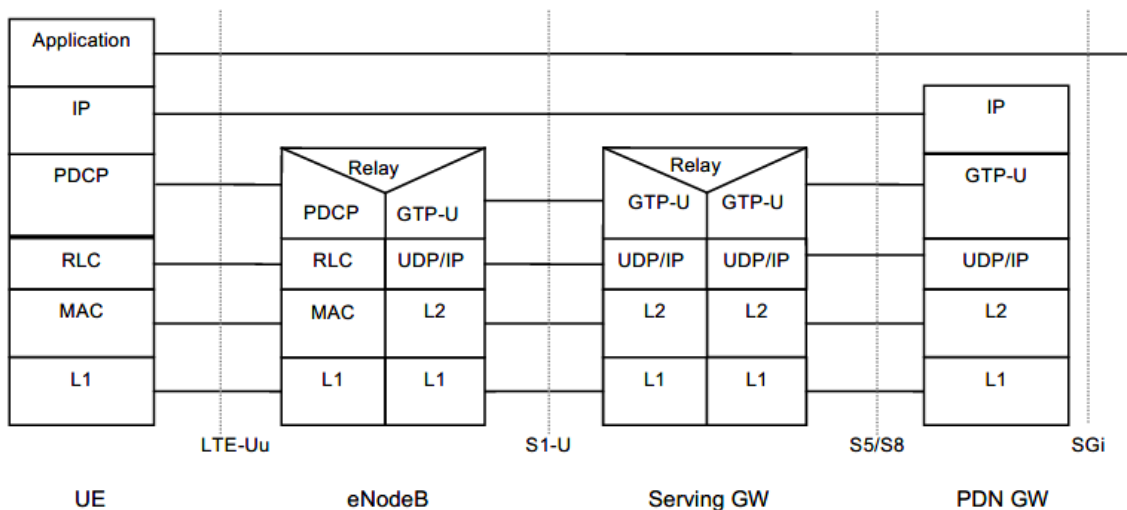 Application
IP
IP
PDCP
Relay
Relay
GTP-U
PDCP
GTP-U
GTP-U
GTP-U
RLC
RLC
UDP/IP
UDP/IP
UDP/IP
UDP/IP
MAC
MAC
L2
L2
L2
L2
L1
L1
L1
L1
L1
L1
LTE-Uu
S1-U
S5/S8
SGi
UE
eNodeB
Serving GW
PDN GW